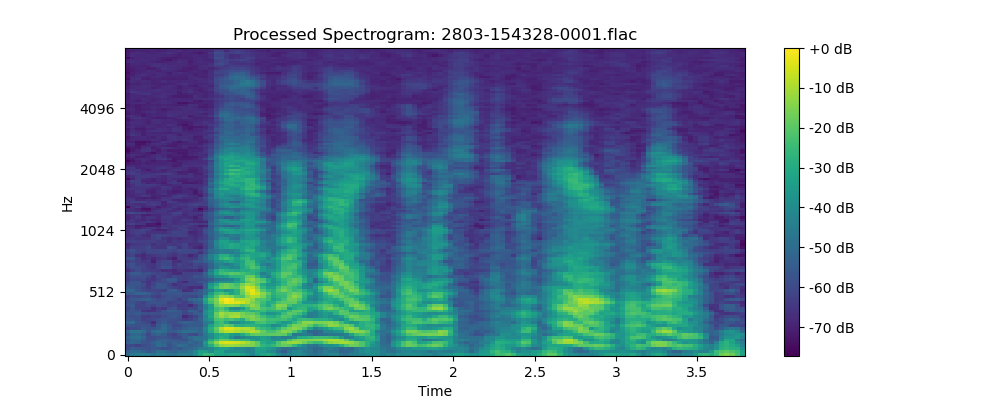 Processed Spectrogram: 2803-154328-0001.flac
Hz
4096
2048
1024
512
0
0
0.5
1
1.5
2
2.5
3
3.5
Time
+0 dB
-10 dB
-20 dB
-30 dB
-40 dB
-50 dB
-60 dB
-70 dB